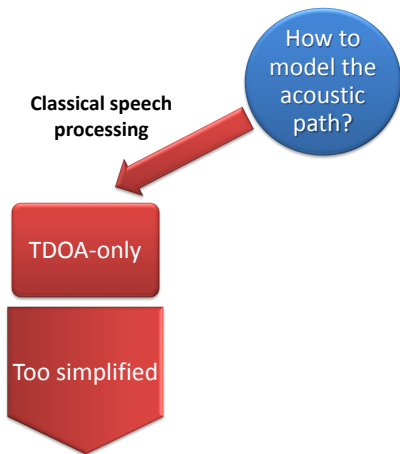 How to
model the
acoustic
path?
Classical speech
processing
TDOA-only
Too simplified